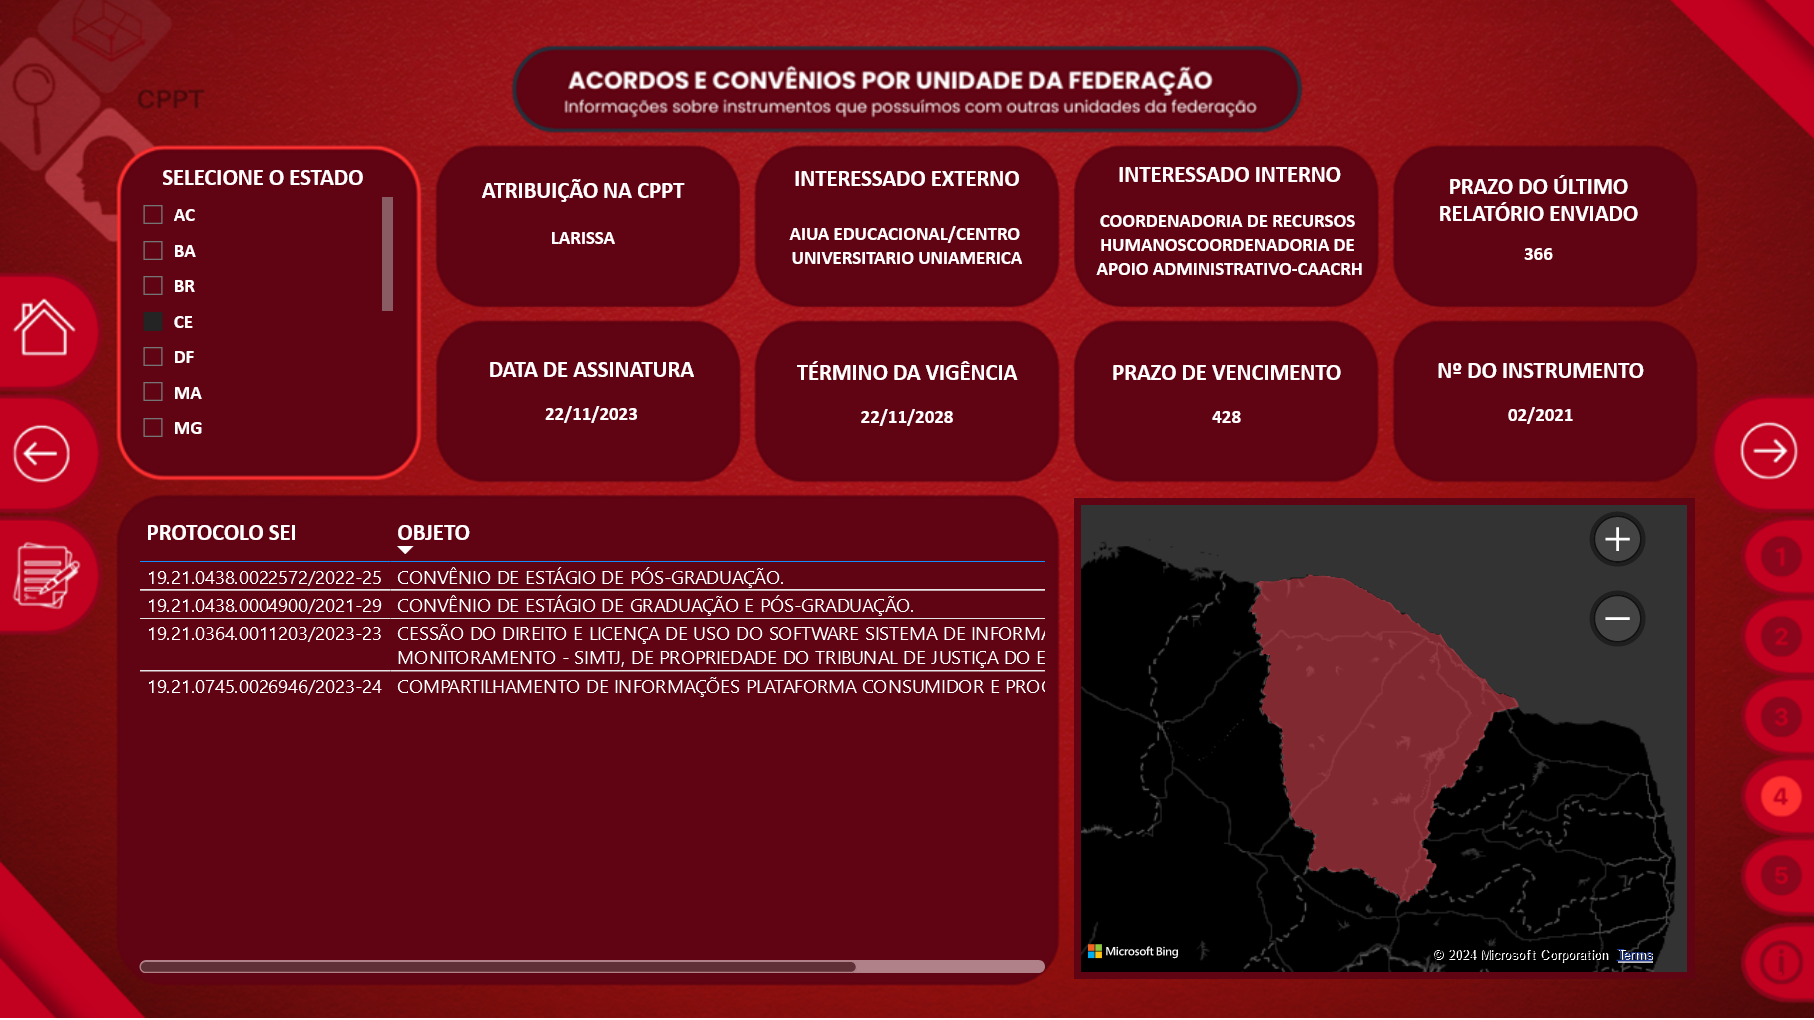 CPPT
ACORDOS E CONVÊNIOS POR UNIDADE DA FEDERAÇÃO
Informações sobre instrumentos que possuímos com outras unidades da federação
SELECIONE O ESTADO
AC
BA
BR
CE
DF
MA
MG
ATRIBUIÇÃO NA CPPT
LARISSA
INTERESSADO EXTERNO
AIUA EDUCACIONAL/CENTRO
UNIVERSITARIO UNIAMERICA
INTERESSADO INTERNO
COORDENADORIA DE RECURSOS
HUMANOSCOORDENADORIA DE
APOIO ADMINISTRATIVO-CAACRH
PRAZO DO ÚLTIMO
RELATÓRIO ENVIADO
366
DATA DE ASSINATURA
22/11/2023
TÉRMINO DA VIGÊNCIA
22/11/2028
PRAZO DE VENCIMENTO
428
Nº DO INSTRUMENTO
02/2021
PROTOCOLO SEI OBJETO
19.21.0438.0022572/2022-25 CONVÊNIO DE ESTÁGIO DE PÓS-GRADUAÇÃO.
19.21.0438.0004900/2021-29 CONVÊNIO DE ESTÁGIO DE GRADUAÇÃO E PÓS-GRADUAÇÃO.
19.21.0364.0011203/2023-23 CESSÃO DO DIREITO E LICENÇA DE USO DO SOFTWARE SISTEMA DE INFORMA
MONITORAMENTO - SIMTJ, DE PROPRIEDADE DO TRIBUNAL DE JUSTIÇA DO E
19.21.0745.0026946/2023-24 COMPARTILHAMENTO DE INFORMAÇÕES PLATAFORMA CONSUMIDOR E PROC
Microsoft Bing
© 2024 Microsoft Corporation Terms
1
2
3
4
5
i